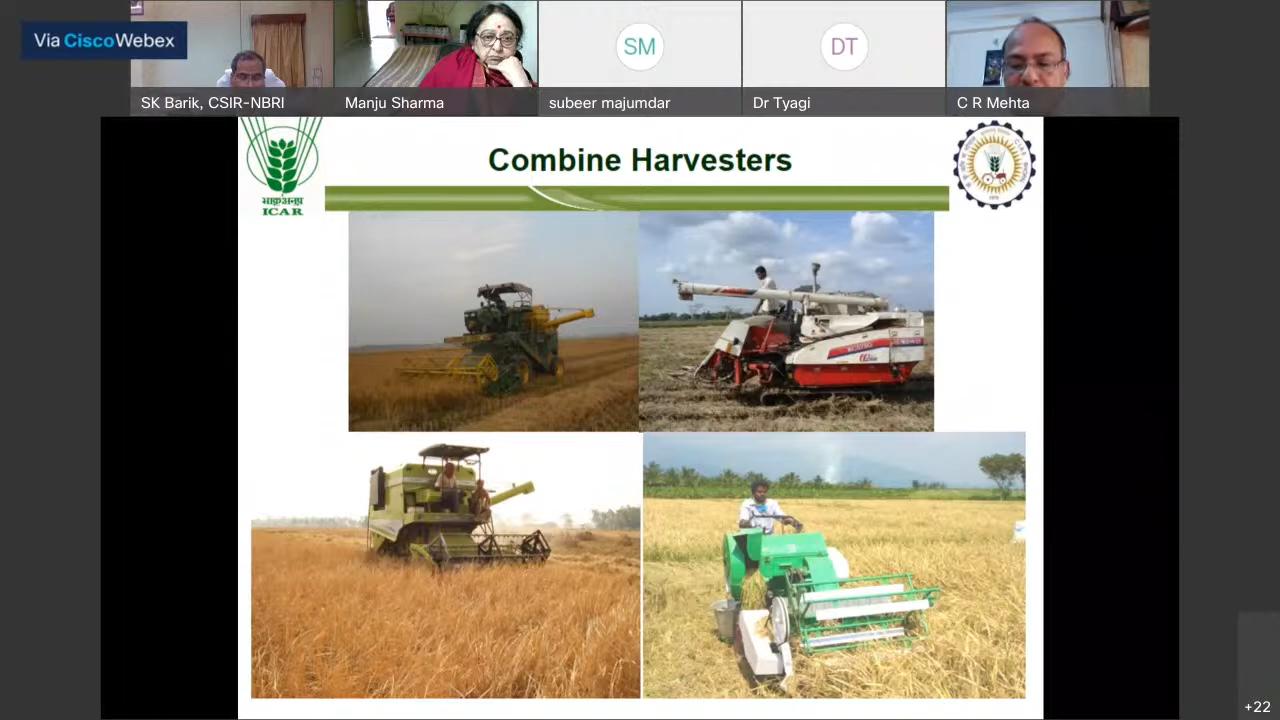 Via CiscoWebex
SM
DT
SK Barik, CSIR-NBRI
Manju Sharma
subeer majumdar
Dr Tyagi
C R Mehta
Combine Harvesters
भाकृअनुप
ICAR
+22